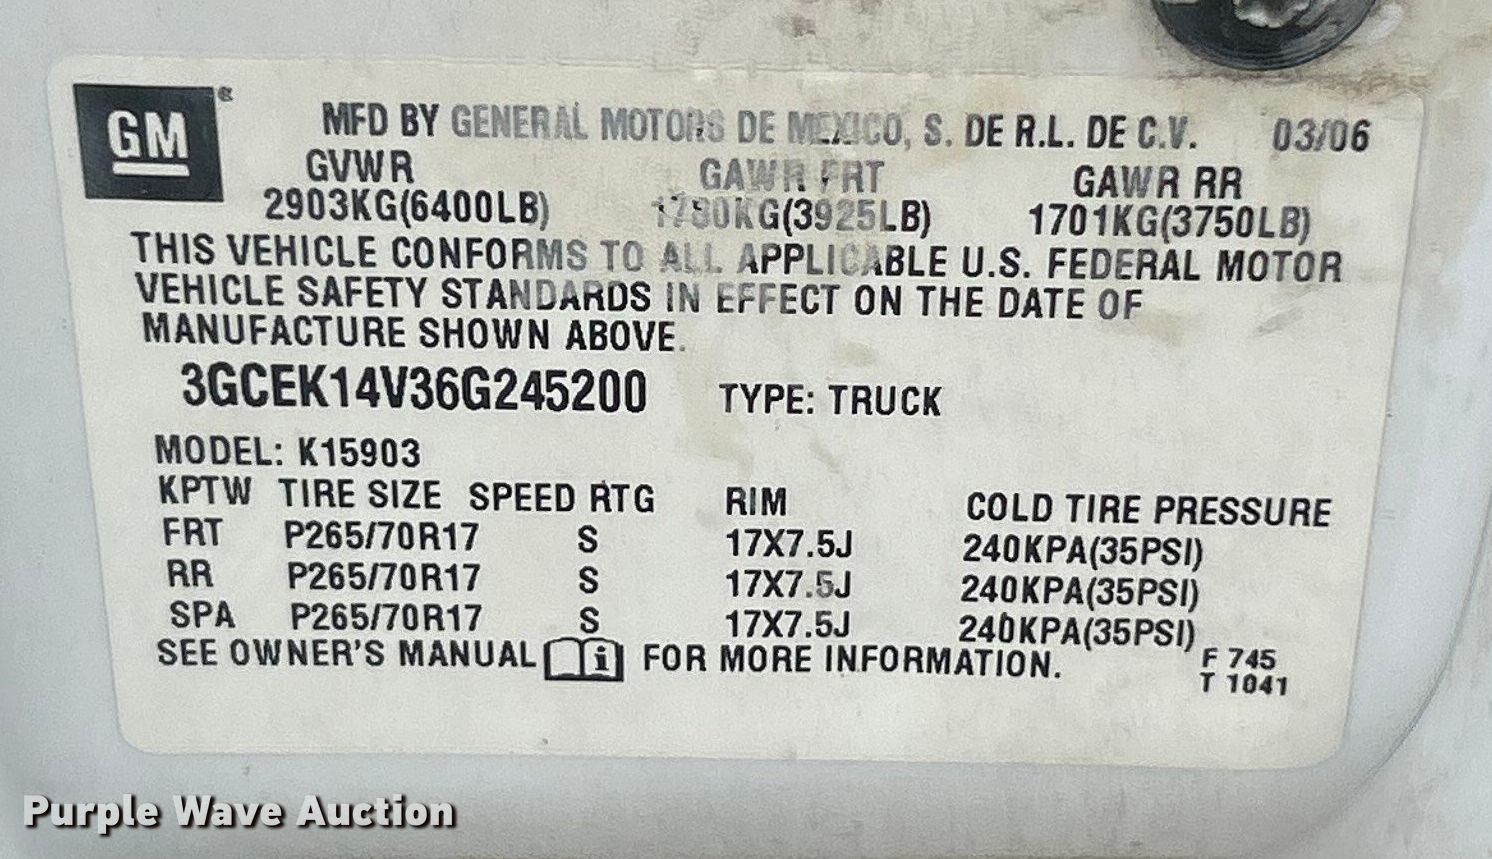 GM
MFD BY GENERAL MOTORS DE MEXICO, S. DE R.L. DE C.V. 03/06
GVWR GAWR FRT GAWR RR
2903KG(6400LB) 1780KG(3925LB) 1701KG(3750LB)
THIS VEHICLE CONFORMS TO ALL APPLICABLE U.S. FEDERAL MOTOR
VEHICLE SAFETY STANDARDS IN EFFECT ON THE DATE OF
MANUFACTURE SHOWN ABOVE.
3GCEK14V36G245200 TYPE: TRUCK
MODEL: K15903
KPTW TIRE SIZE SPEED RTG RIM COLD TIRE PRESSURE
FRT P265/70R17 S 17X7.5J 240KPA(35PSI)
RR P265/70R17 S 17X7.5J 240KPA(35PSI)
SPA P265/70R17 S 17X7.5J 240KPA(35PSI)
SEE OWNER'S MANUAL i FOR MORE INFORMATION.
F 745
T 1041
Purple Wave Auction